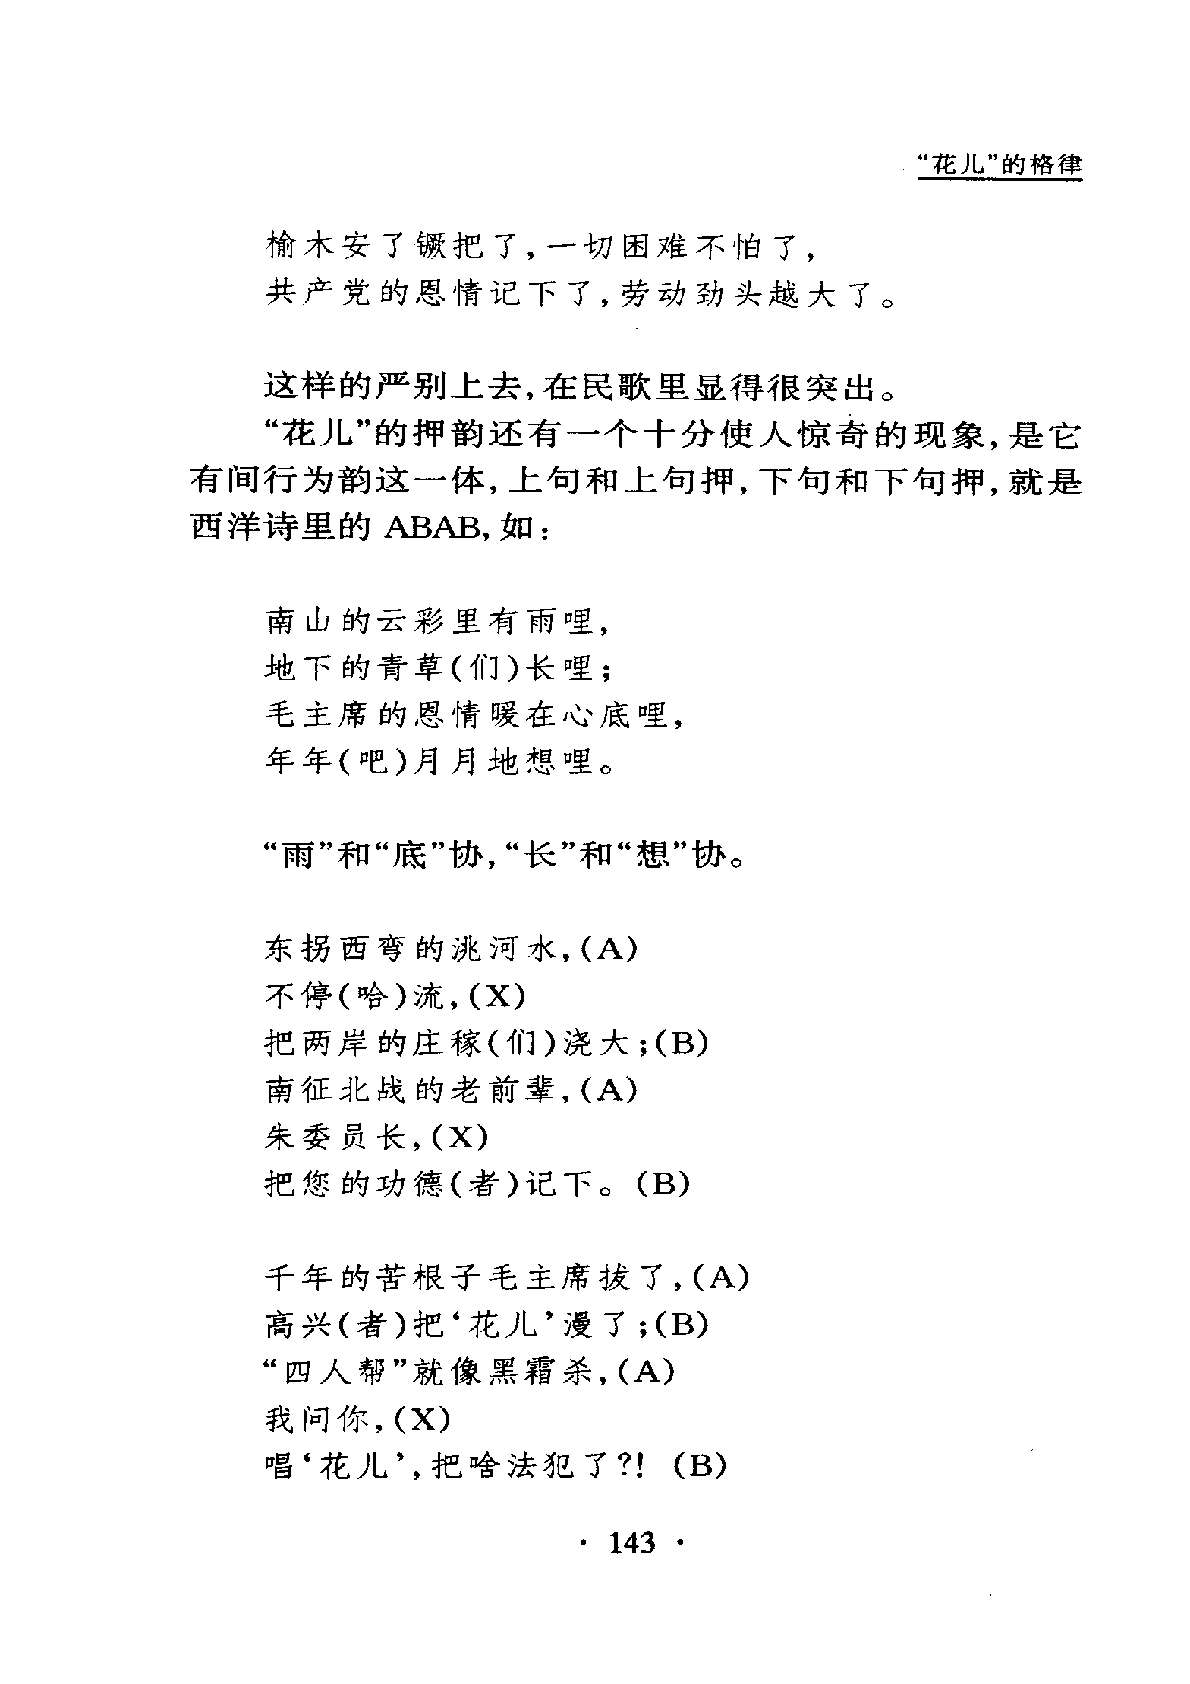 “花儿”的格律
榆木安了镢把了,一切困难不怕了,
共产党的恩情记下了,劳动劲头越大了。
这样的严别上去,在民歌里显得很突出。
“花儿”的押韵还有一个十分使人惊奇的现象,是它
有间行为韵这一体,上句和上句押,下句和下句押,就是
西洋诗里的 ABAB,如:
南山的云彩里有雨哩,
地下的青草(们)长哩;
毛主席的恩情暖在心底哩,
年年(吧)月月地想哩。
“雨”和“底”协,“长”和“想”协。
东拐西弯的洮河水,(A)
不停(哈)流,(X)
把两岸的庄稼(们)浇大;(B)
南征北战的老前辈,(A)
朱委员长,(X)
把您的功德(者)记下。(B)
千年的苦根子毛主席拔了,(A)
高兴(者)把‘花儿’漫了;(B)
“四人帮”就像黑霜杀,(A)
我问你,(X)
唱‘花儿’,把啥法犯了?! (B)
· 143 ·